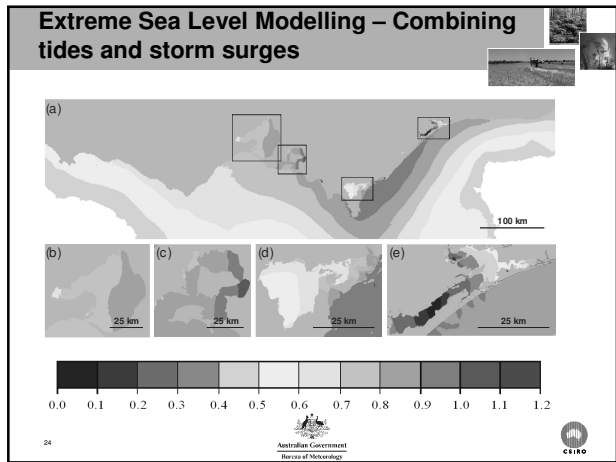 Extreme Sea Level Modelling – Combining
tides and storm surges
(a)
100 km
(b)
25 km
(c)
25 km
(d)
25 km
(e)
25 km
0.0 0.1 0.2 0.3 0.4 0.5 0.6 0.7 0.8 0.9 1.0 1.1 1.2
24
Australian Government
Bureau of Meteorology
CSIRO